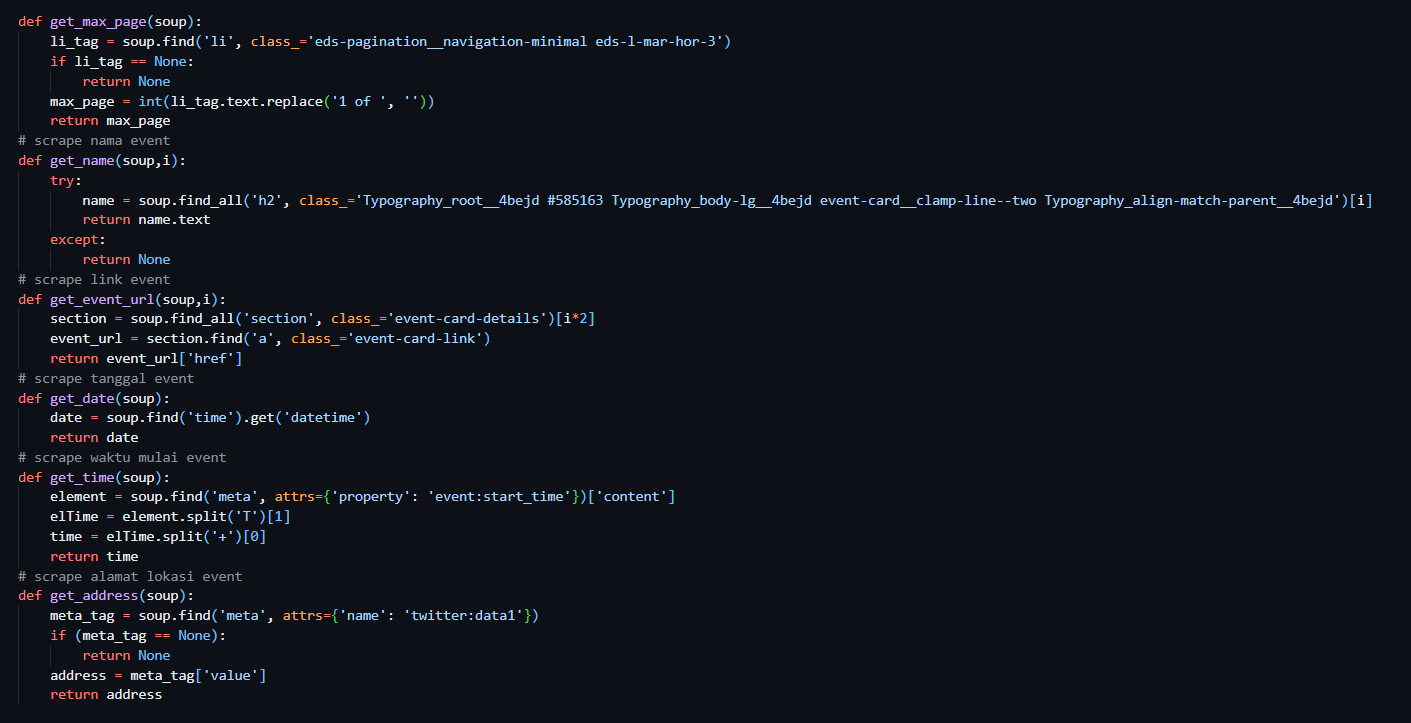 def get_max_page(soup):
    li_tag = soup.find('li', class_='eds-pagination__navigation-minimal eds-l-mar-hor-3')
    if li_tag == None:
        return None
    max_page = int(li_tag.text.replace('1 of ', ''))
    return max_page
# scrape nama event
def get_name(soup,i):
    try:
        name = soup.find_all('h2', class_='Typography_root__4bejd #585163 Typography_body-lg__4bejd event-card__clamp-line--two Typography_align-match-parent__4bejd')[i]
        return name.text
    except:
        return None
# scrape link event
def get_event_url(soup,i):
    section = soup.find_all('section', class_='event-card-details')[i*2]
    event_url = section.find('a', class_='event-card-link')
    return event_url['href']
# scrape tanggal event
def get_date(soup):
    date = soup.find('time').get('datetime')
    return date
# scrape waktu mulai event
def get_time(soup):
    element = soup.find('meta', attrs={'property': 'event:start_time'})['content']
    elTime = element.split('T')[1]
    time = elTime.split('+')[0]
    return time
# scrape alamat lokasi event
def get_address(soup):
    meta_tag = soup.find('meta', attrs={'name': 'twitter:data1'})
    if (meta_tag == None):
        return None
    address = meta_tag['value']
    return address